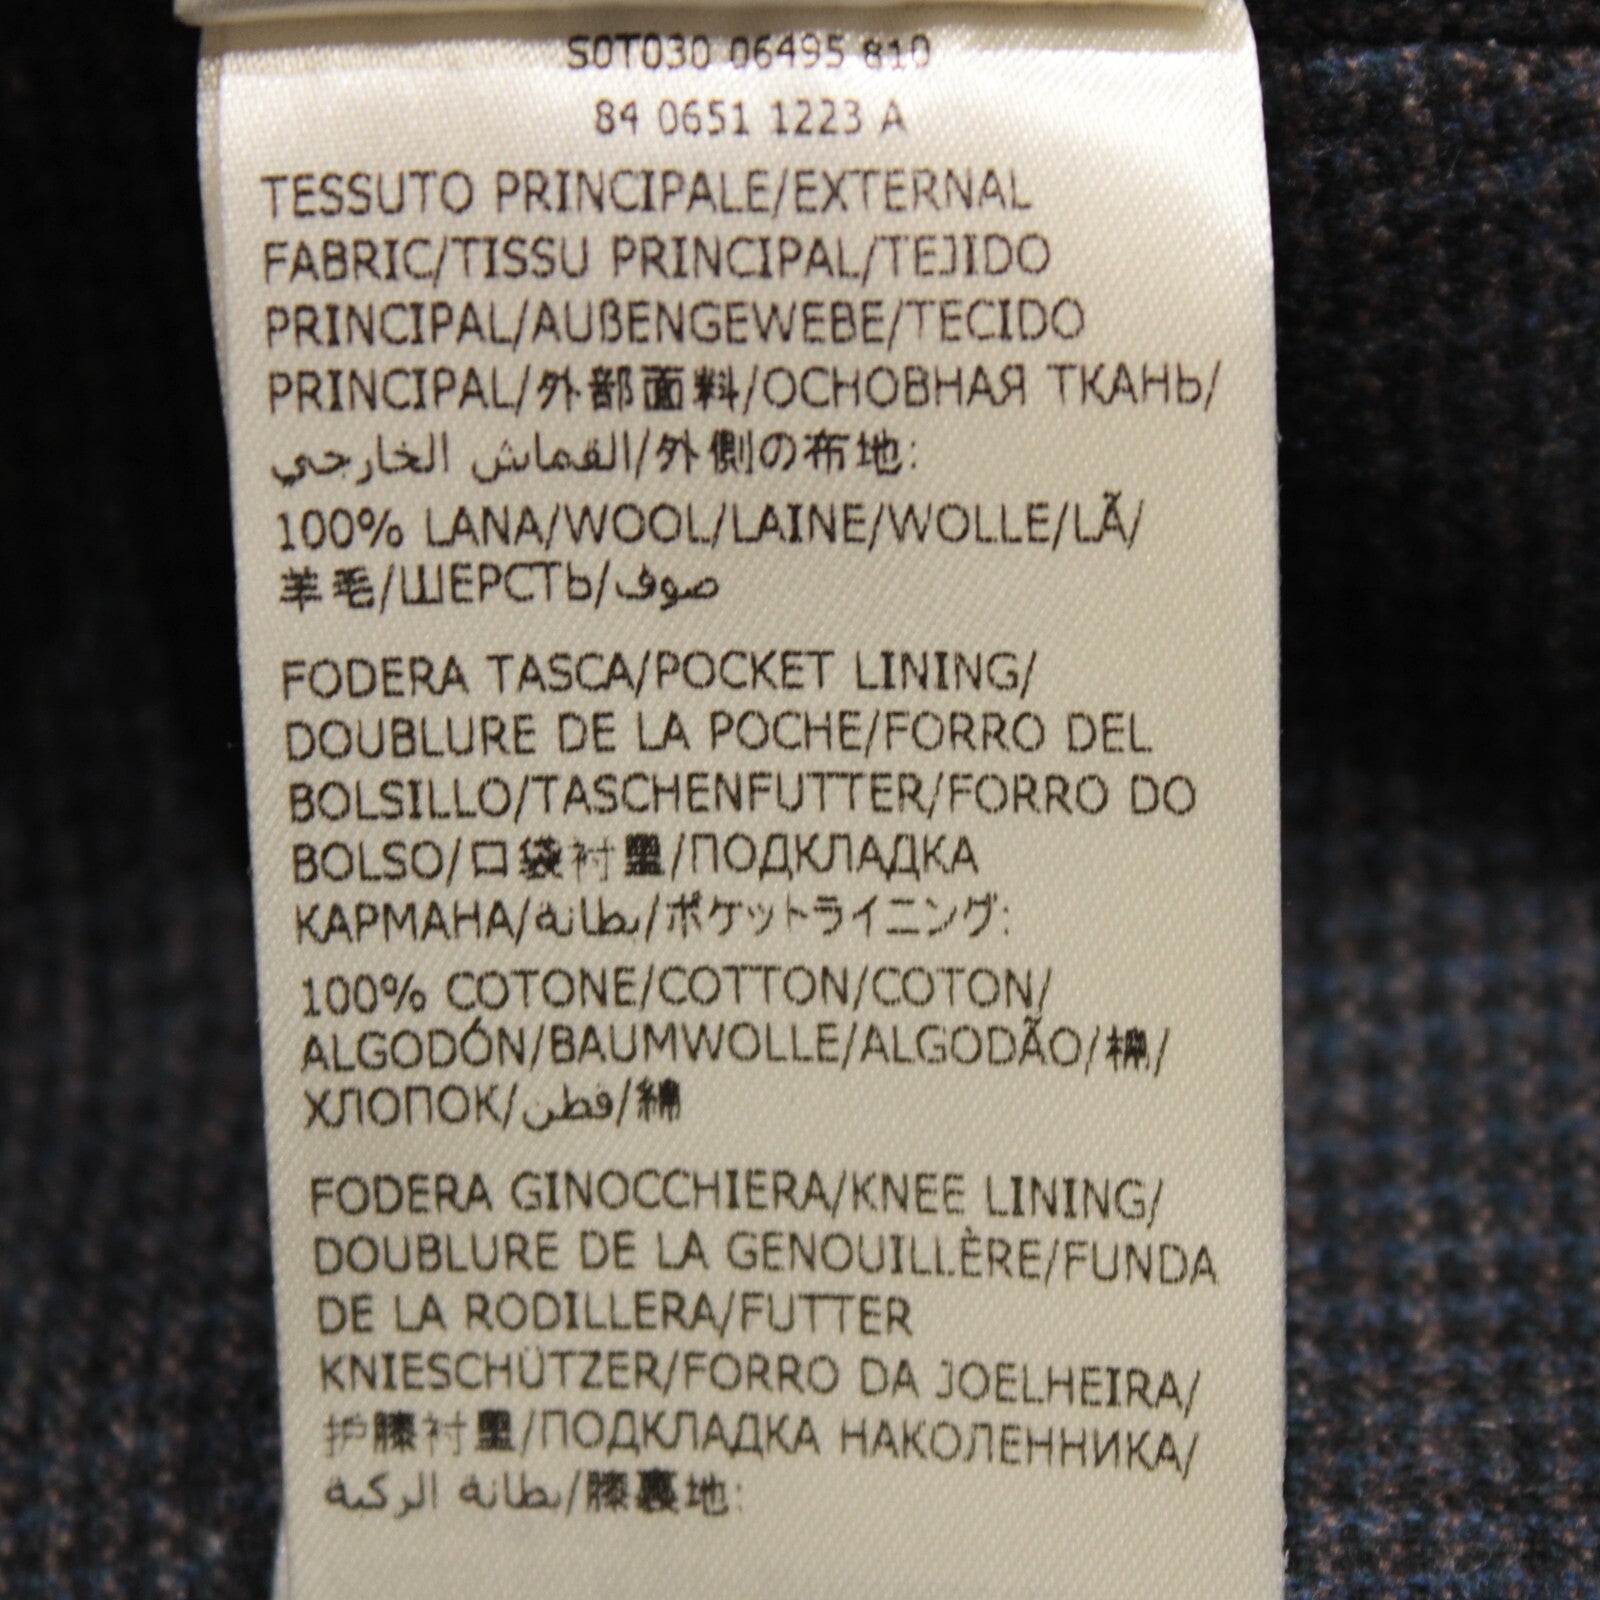 S0T030 06495 810
84 0651 1223 A
TESSUTO PRINCIPALE/EXTERNAL
FABRIC/TISSU PRINCIPAL/TEJIDO
PRINCIPAL/AUßENGEWEBE/TECIDO
PRINCIPAL/外部面料/ОСНОВНАЯ ТКАНЬ/
القماش الخارجي/外側の布地:
100% LANA/WOOL/LAINE/WOLLE/LÃ/
羊毛/ШЕРСТЬ/صوف
FODERA TASCA/POCKET LINING/
DOUBLURE DE LA POCHE/FORRO DEL
BOLSILLO/TASCHENFUTTER/FORRO DO
BOLSO/口袋衬里/ПОДКЛАДКА
КАРМАНА/بطانة/ポケットライニング:
100% COTONE/COTTON/COTON/
ALGODÓN/BAUMWOLLE/ALGODÃO/棉/
ХЛОПОК/قطن/綿
FODERA GINOCCHIERA/KNEE LINING/
DOUBLURE DE LA GENOUILLÈRE/FUNDA
DE LA RODILLERA/FUTTER
KNIESCHÜTZER/FORRO DA JOELHEIRA/
护膝衬里/ПОДКЛАДКА НАКОЛЕННИКА/
بطانة الركبة/膝裏地: